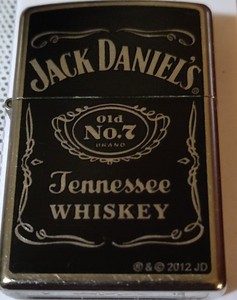 JACK DANIEL'S
®
Old
No.7
BRAND
Tennessee
WHISKEY
® & © 2012 JD